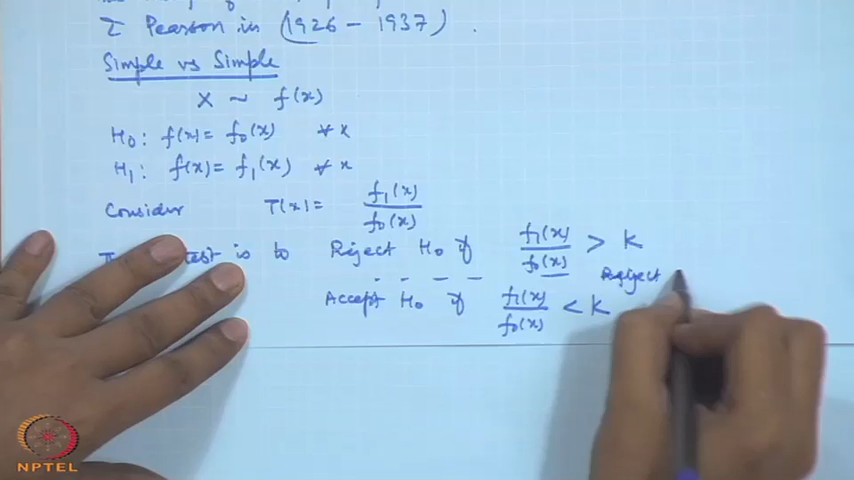 Σ Pearson in (1926 - 1937).
Simple vs Simple
X ~ f(x)
H₀: f(x) = f₀(x) ∀ x
H₁: f(x) = f₁(x) ∀ x
Consider T(x) = f₁(x) / f₀(x)
test is to Reject H₀ if f₁(x) / f₀(x) > K
Reject
Accept H₀ if f₁(x) / f₀(x) < K
NPTEL